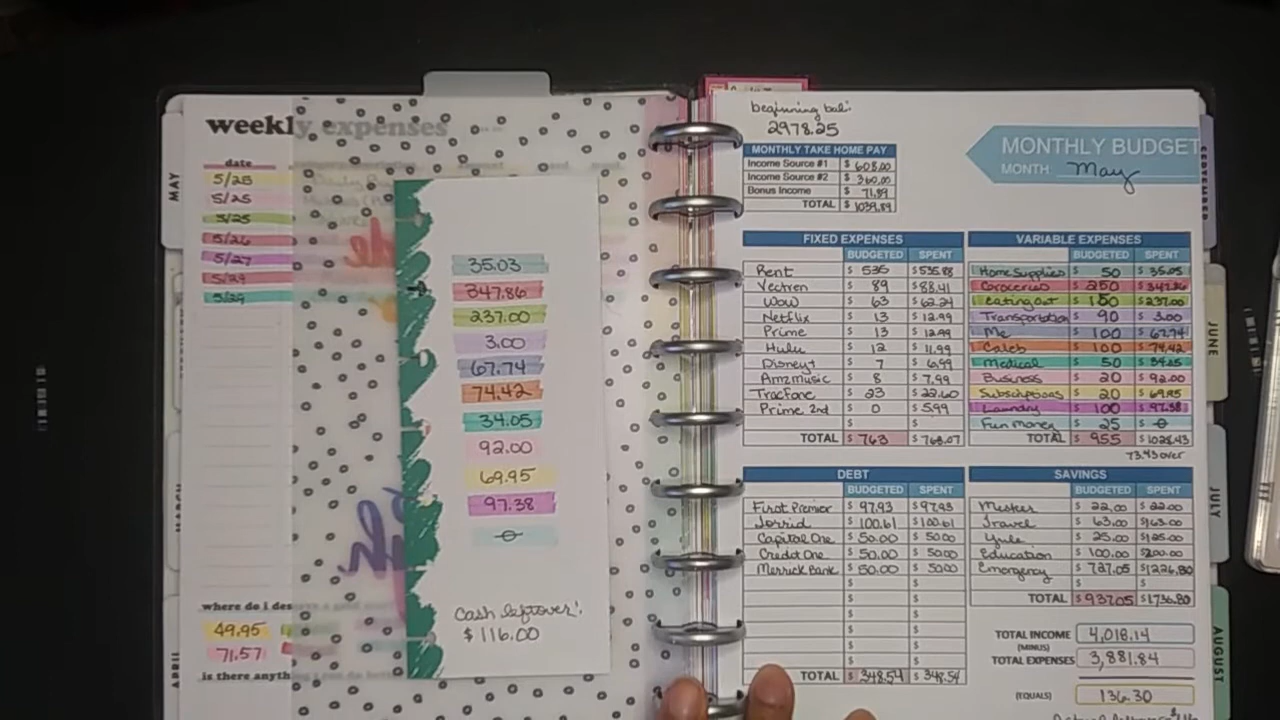 weekly expenses
date
5/25
5/25
5/25
5/26
5/27
5/29
5/29
where do i des
49.95
71.57
is there anyth
MAY
MARCH
APRIL
35.03
347.86
237.00
3.00
67.74
74.42
34.05
92.00
69.95
97.38
cash leftover:
$116.00
beginning bal:
2978.25
MONTHLY BUDGET
MONTH: May
MONTHLY TAKE HOME PAY
Income Source #1 $ 608.00
Income Source #2 $ 360.00
Bonus Income $ 71.89
TOTAL $ 1039.89
FIXED EXPENSES
BUDGETED SPENT
Rent $ 535 $535.88
Vectren $ 89 $88.41
Wow $ 63 $62.24
Netflix $ 13 $12.99
Prime $ 13 $12.99
Hulu $ 12 $11.99
Disney+ $ 7 $6.99
Amz Music $ 8 $7.99
Tracfone $ 23 $22.60
Prime 2nd $ 0 $5.99
$ $
TOTAL $ 763 $768.07
VARIABLE EXPENSES
BUDGETED SPENT
Home Supplies $ 50 $35.03
Groceries $ 250 $347.86
Eating out $ $237.00
Transportation $ 90 $ 3.00
Me $ 100 $67.74
Caleb $ 100 $74.42
Medical $ 50 $34.05
Business $ 20 $92.00
Subscriptions $ 20 $69.95
Laundry $ 100 $97.38
Fun Money $ 25 $
TOTAL $ 955 $1028.43
73.43 over
DEBT
BUDGETED SPENT
First Premier $97.93 $97.93
Torrid $100.61 $100.61
Capital One $50.00 $50.00
Credit One $50.00 $50.00
Merrick Bank $50.00 $50.00
$ $
$ $
$ $
$ $
$ $
$ $
TOTAL $348.54 $348.54
SAVINGS
BUDGETED SPENT
$22.00 $22.00
Travel $63.00 $163.00
Yule $25.00 $125.00
Education $100.00 $200.00
Emergency $727.05 $1226.80
$ $
TOTAL $937.05 $1736.80
TOTAL INCOME 4,018.14
(MINUS)
TOTAL EXPENSES 3,881.84
(EQUALS) 136.30
SEPTEMBER
JUNE
JULY
AUGUST